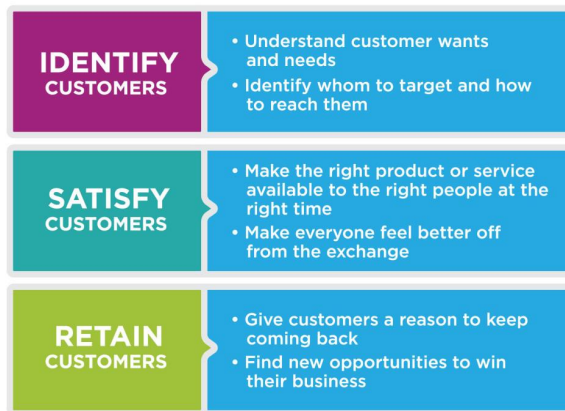 IDENTIFY
CUSTOMERS
• Understand customer wants
and needs
• Identify whom to target and how
to reach them
SATISFY
CUSTOMERS
• Make the right product or service
available to the right people at the
right time
• Make everyone feel better off
from the exchange
RETAIN
CUSTOMERS
• Give customers a reason to keep
coming back
• Find new opportunities to win
their business